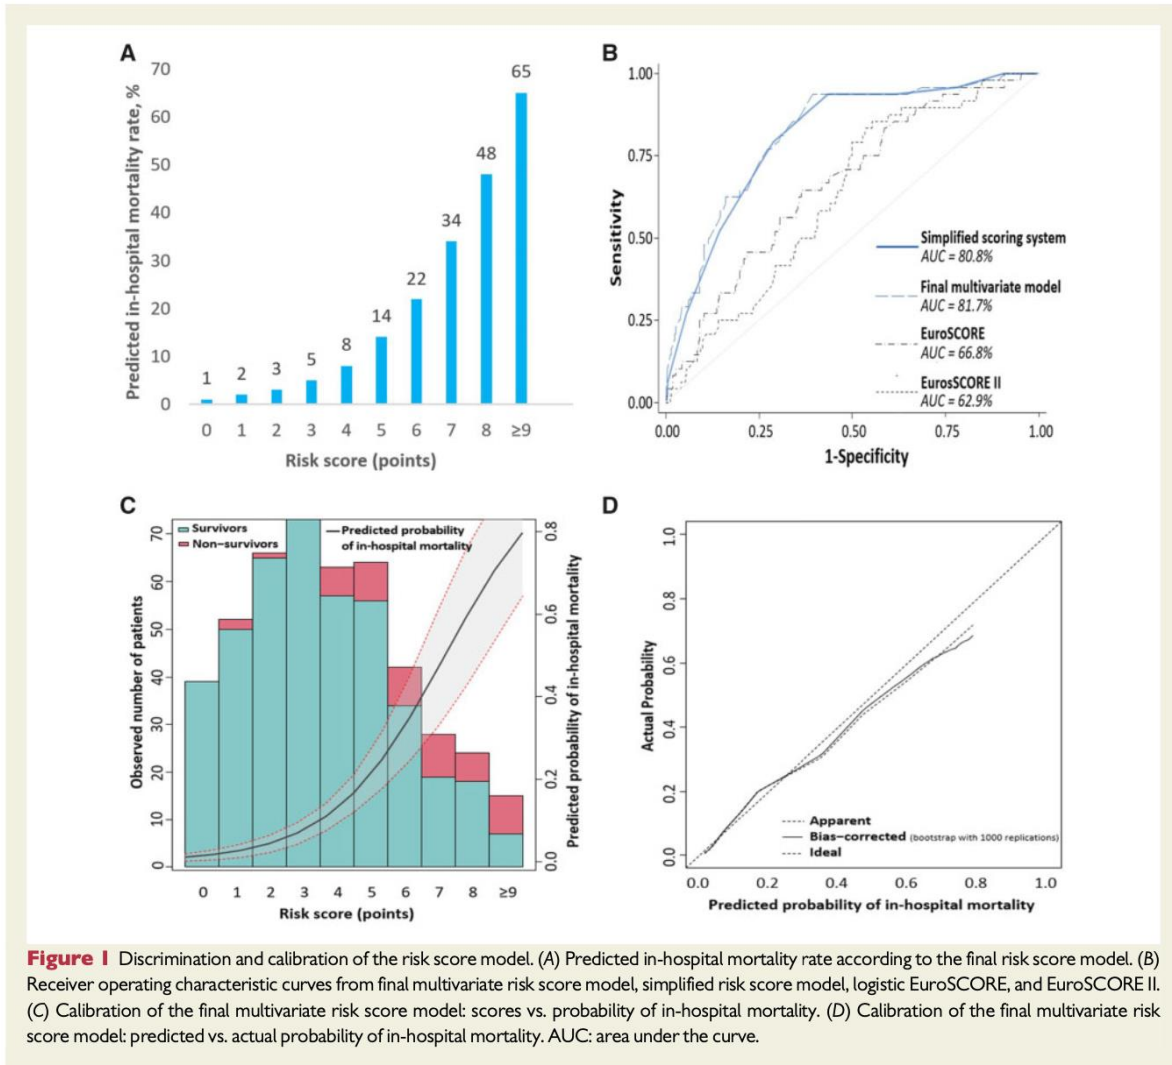 A
Predicted in-hospital mortality rate, %
70
60
50
40
30
20
10
0
1
2
3
5
8
14
22
34
48
65
0 1 2 3 4 5 6 7 8 ≥9
Risk score (points)
B
Sensitivity
1.00
0.75
0.50
0.25
0.00
Simplified scoring system
AUC = 80.8%
Final multivariate model
AUC = 81.7%
EuroSCORE
AUC = 66.8%
EurosSCORE II
AUC = 62.9%
0.00 0.25 0.50 0.75 1.00
1-Specificity
C
Observed number of patients
70
60
50
40
30
20
10
0
Survivors
Non-survivors
Predicted probability
of in-hospital mortality
0.8
0.6
0.4
0.2
0.0
Predicted probability of in-hospital mortality
0 1 2 3 4 5 6 7 8 ≥9
Risk score (points)
D
Actual Probability
1.0
0.8
0.6
0.4
0.2
0.0
Apparent
Bias-corrected (bootstrap with 1000 replications)
Ideal
0.0 0.2 0.4 0.6 0.8 1.0
Predicted probability of in-hospital mortality
Figure 1 Discrimination and calibration of the risk score model. (A) Predicted in-hospital mortality rate according to the final risk score model. (B)
Receiver operating characteristic curves from final multivariate risk score model, simplified risk score model, logistic EuroSCORE, and EuroSCORE II.
(C) Calibration of the final multivariate risk score model: scores vs. probability of in-hospital mortality. (D) Calibration of the final multivariate risk
score model: predicted vs. actual probability of in-hospital mortality. AUC: area under the curve.